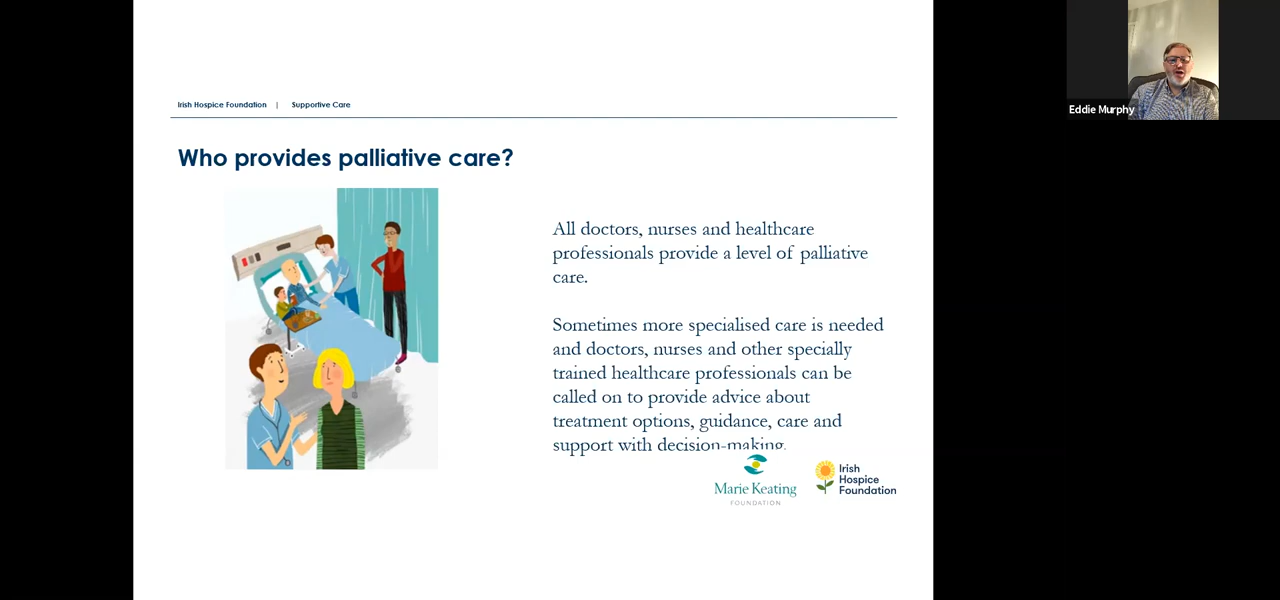 Irish Hospice Foundation | Supportive Care
Eddie Murphy
Who provides palliative care?
All doctors, nurses and healthcare
professionals provide a level of palliative
care.
Sometimes more specialised care is needed
and doctors, nurses and other specially
trained healthcare professionals can be
called on to provide advice about
treatment options, guidance, care and
support with decision-making.
Marie Keating
FOUNDATION
Irish
Hospice
Foundation